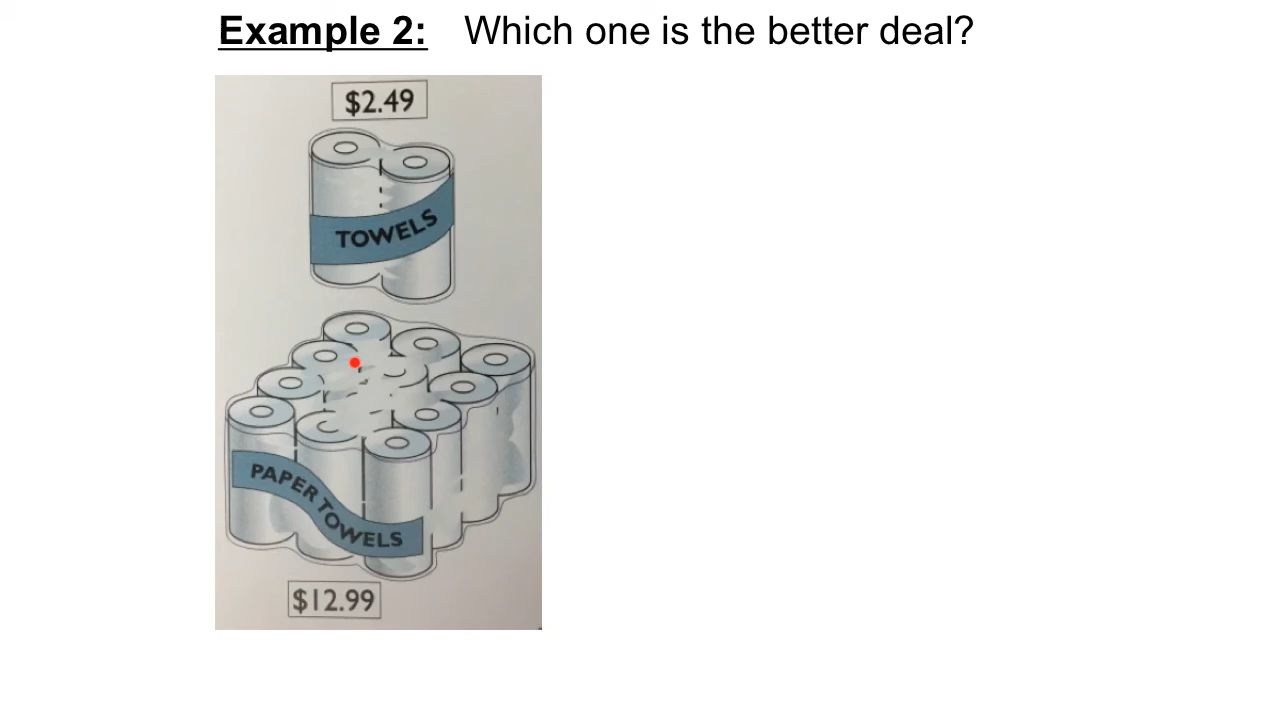 Example 2: Which one is the better deal?
$2.49
TOWELS
PAPER TOWELS
$12.99